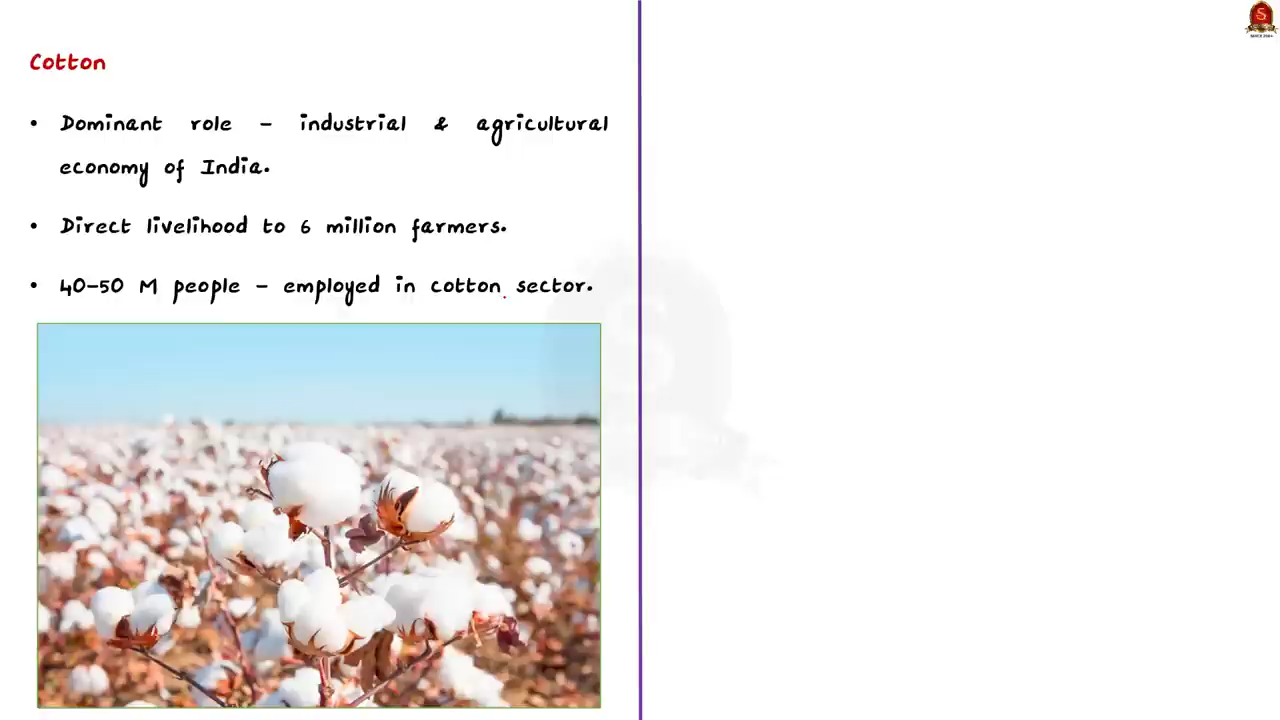 Cotton
• Dominant role – industrial & agricultural
economy of India.
• Direct livelihood to 6 million farmers.
• 40-50 M people – employed in cotton sector.
S